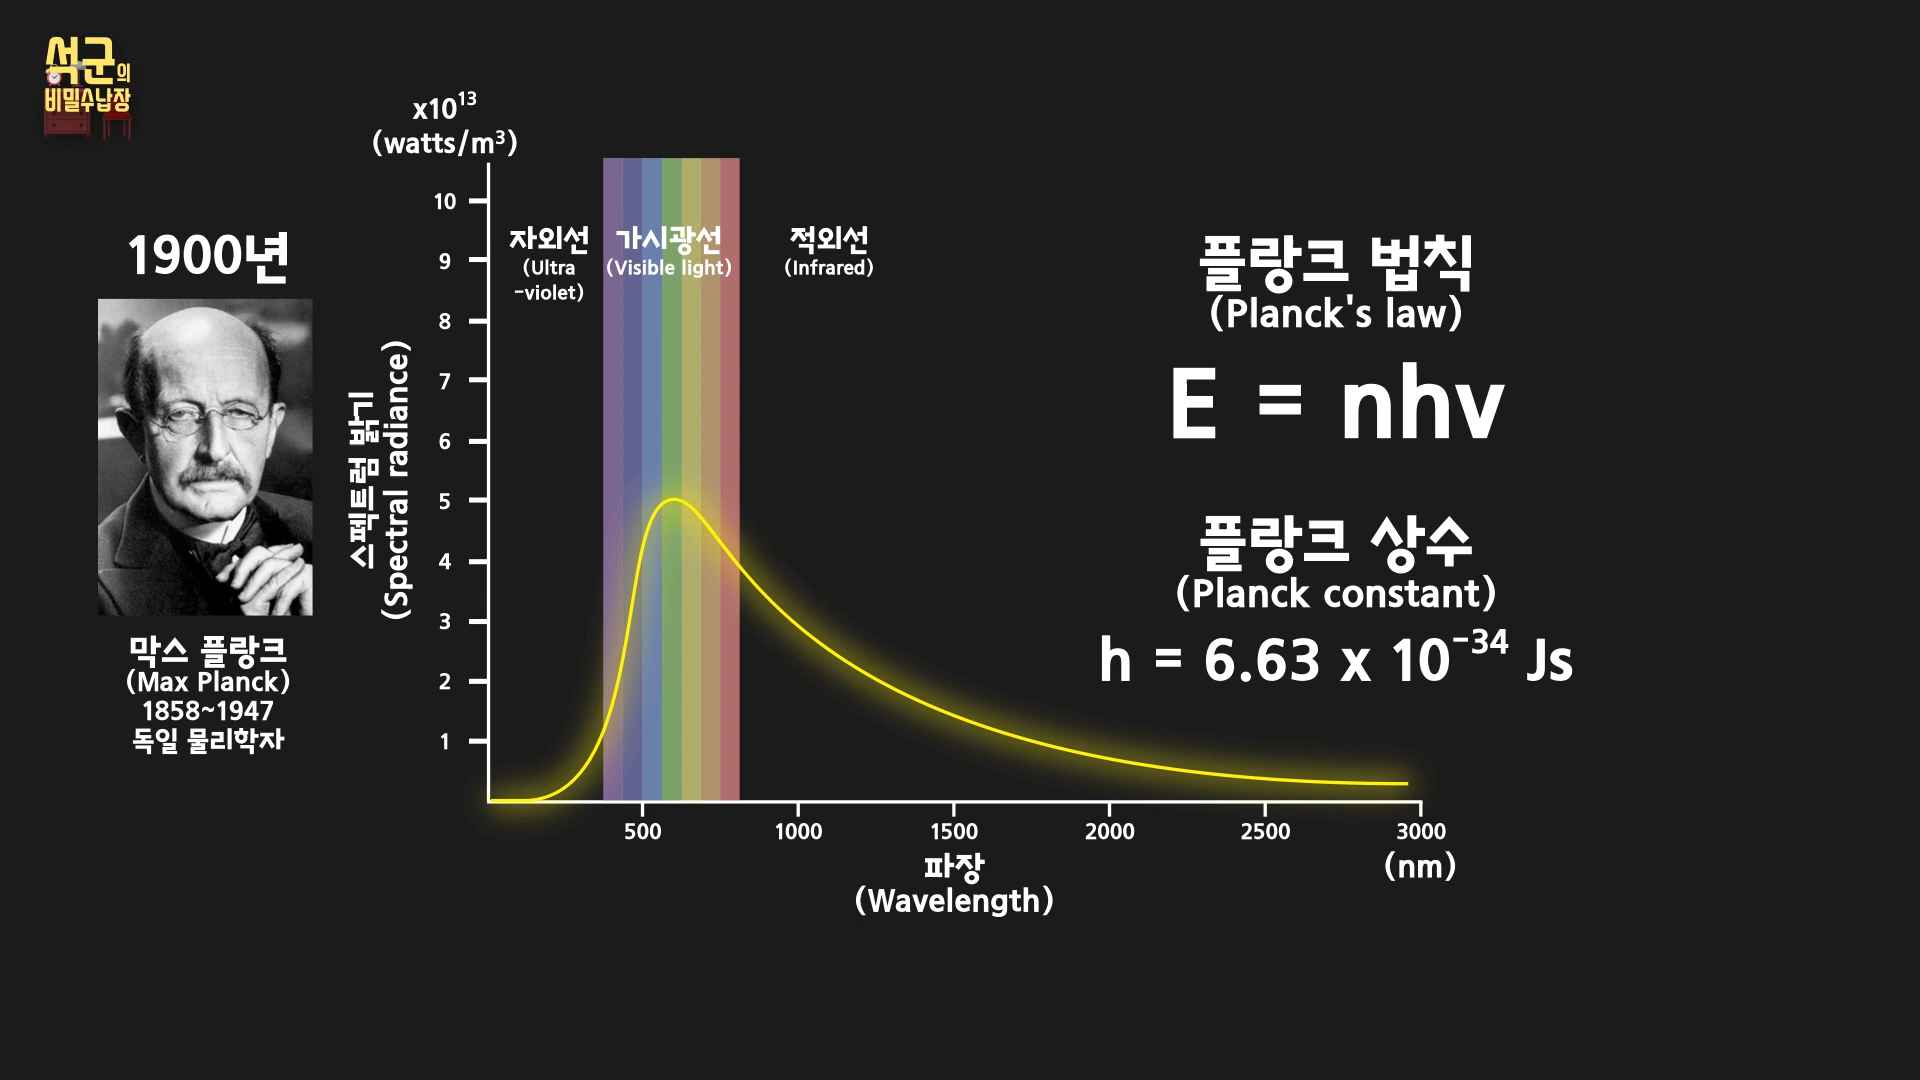 석군의
비밀수납장
1900년
막스 플랑크
(Max Planck)
1858~1947
독일 물리학자
x10¹³
(watts/m³)
스펙트럼 밝기
(Spectral radiance)
10
9
8
7
6
5
4
3
2
1
자외선
(Ultra
-violet)
가시광선
(Visible light)
적외선
(Infrared)
500 1000 1500 2000 2500 3000
(nm)
파장
(Wavelength)
플랑크 법칙
(Planck's law)
E = nhv
플랑크 상수
(Planck constant)
h = 6.63 x 10⁻³⁴ Js